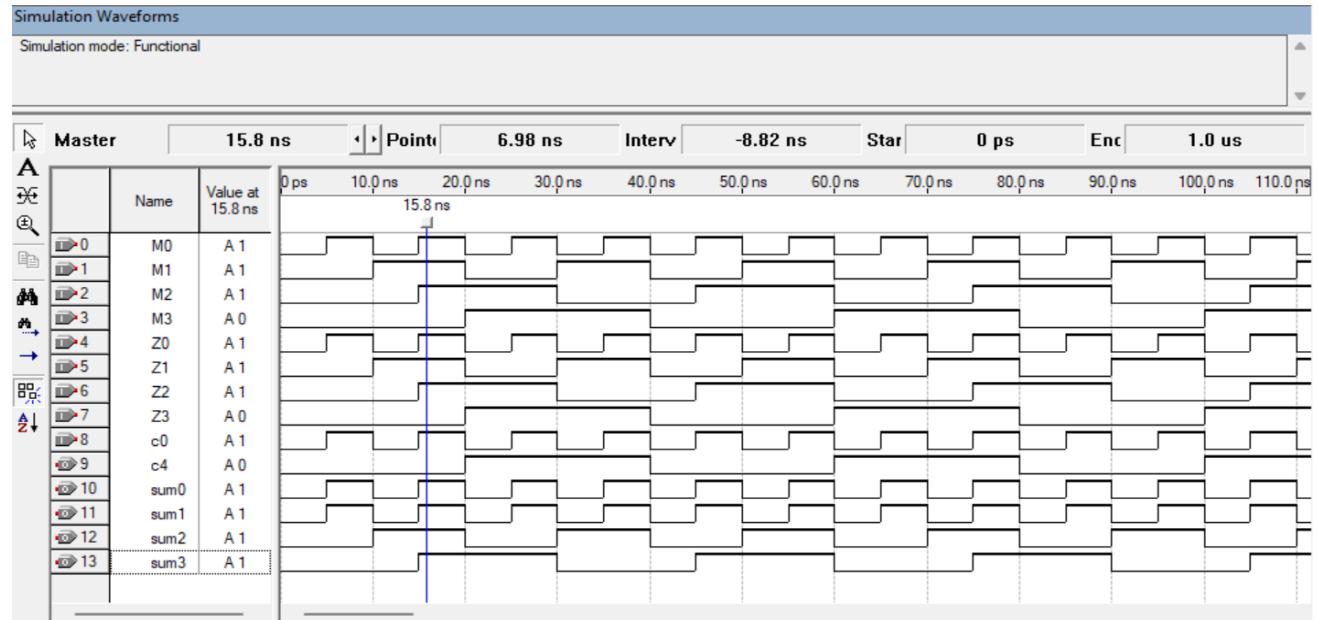 Simulation Waveforms
Simulation mode: Functional
Master 15.8 ns Pointe 6.98 ns Interv -8.82 ns Star 0 ps Enc 1.0 us
A
Name Value at 15.8 ns 0 ps 10.0 ns 20.0 ns 30.0 ns 40.0 ns 50.0 ns 60.0 ns 70.0 ns 80.0 ns 90.0 ns 100.0 ns 110.0 ns
15.8 ns
0 M0 A 1
1 M1 A 1
2 M2 A 1
3 M3 A 0
4 Z0 A 1
5 Z1 A 1
6 Z2 A 1
7 Z3 A 0
8 c0 A 1
9 c4 A 0
10 sum0 A 1
11 sum1 A 1
12 sum2 A 1
13 sum3 A 1
A
Z